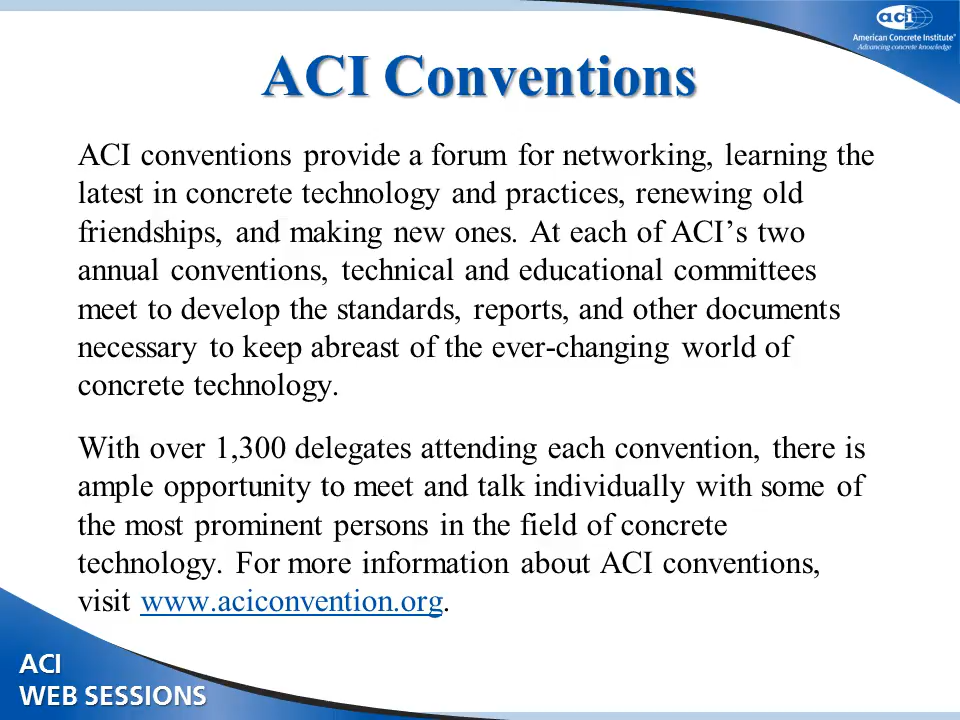 aci
American Concrete Institute®
Advancing concrete knowledge
ACI Conventions
ACI conventions provide a forum for networking, learning the
latest in concrete technology and practices, renewing old
friendships, and making new ones. At each of ACI’s two
annual conventions, technical and educational committees
meet to develop the standards, reports, and other documents
necessary to keep abreast of the ever-changing world of
concrete technology.
With over 1,300 delegates attending each convention, there is
ample opportunity to meet and talk individually with some of
the most prominent persons in the field of concrete
technology. For more information about ACI conventions,
visit www.aciconvention.org.
ACI
WEB SESSIONS